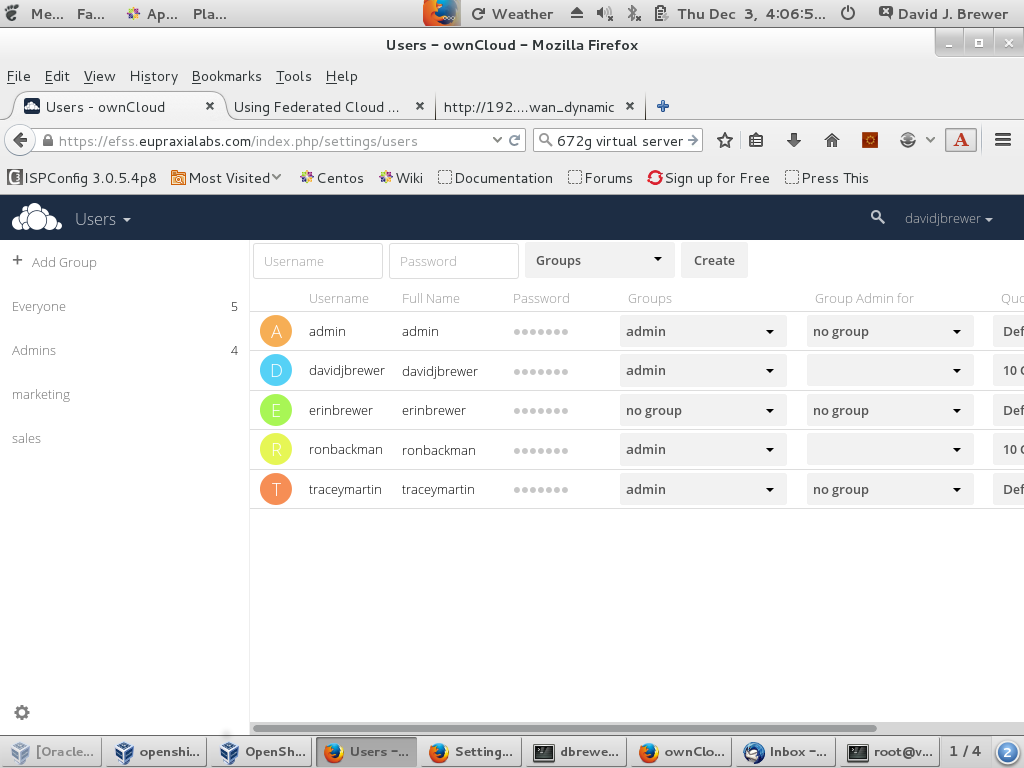 Me... Fa... Ap... Pla... Weather Thu Dec 3, 4:06:5... David J. Brewer
Users - ownCloud - Mozilla Firefox
File Edit View History Bookmarks Tools Help
Users - ownCloud Using Federated Cloud ... http://192....wan_dynamic
https://efss.eupraxialabs.com/index.php/settings/users 672g virtual server A
ISPConfig 3.0.5.4p8 Most Visited Centos Wiki Documentation Forums Sign up for Free Press This
Users davidjbrewer
+ Add Group Username Password Groups Create
Username Full Name Password Groups Group Admin for Quo
Everyone 5
A admin admin ●●●●●●● admin no group Def
Admins 4
D davidjbrewer davidjbrewer ●●●●●●● admin 10 G
marketing
E erinbrewer erinbrewer ●●●●●●● no group no group Def
sales
R ronbackman ronbackman ●●●●●●● admin 10 G
T traceymartin traceymartin ●●●●●●● admin no group Def
[Oracle... openshi... OpenSh... Users -... Setting... dbrewe... ownClo... Inbox -... root@v... 1 / 4 2